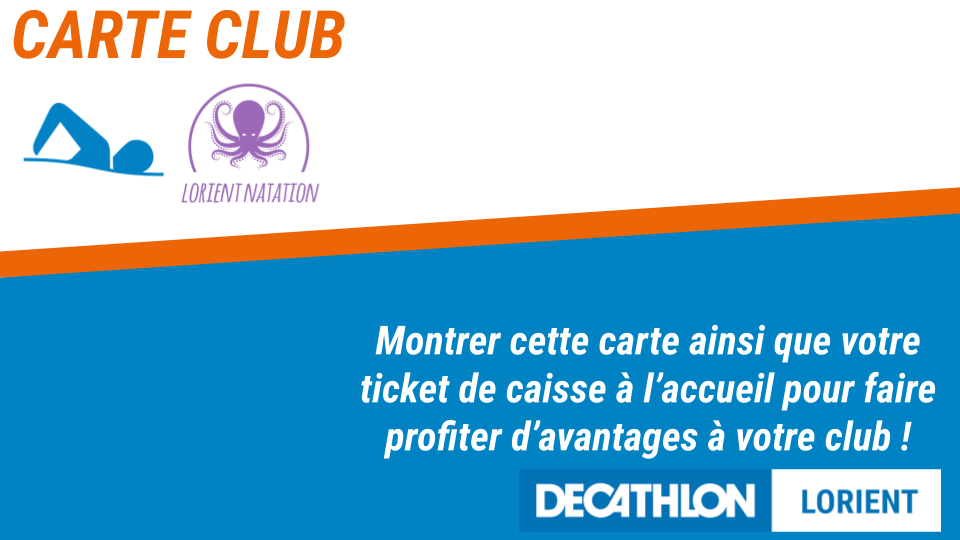 CARTE CLUB
LORIENT NATATION
Montrer cette carte ainsi que votre
ticket de caisse à l’accueil pour faire
profiter d’avantages à votre club !
DECATHLON LORIENT